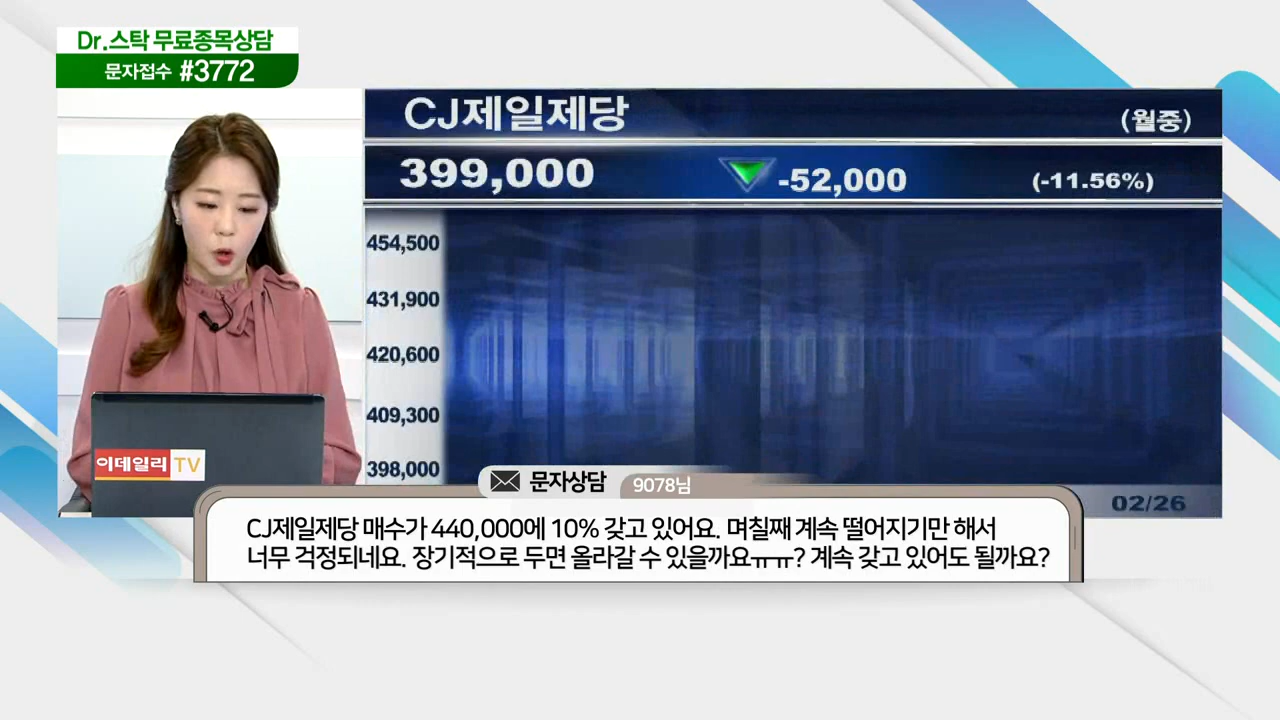 Dr.스탁 무료종목상담
문자접수 #3772
CJ제일제당 (월중)
399,000 -52,000 (-11.56%)
454,500
431,900
420,600
409,300
398,000
02/26
이데일리 TV
문자상담 9078님
CJ제일제당 매수가 440,000에 10% 갖고 있어요. 며칠째 계속 떨어지기만 해서
너무 걱정되네요. 장기적으로 두면 올라갈 수 있을까요ㅠㅠ? 계속 갖고 있어도 될까요?